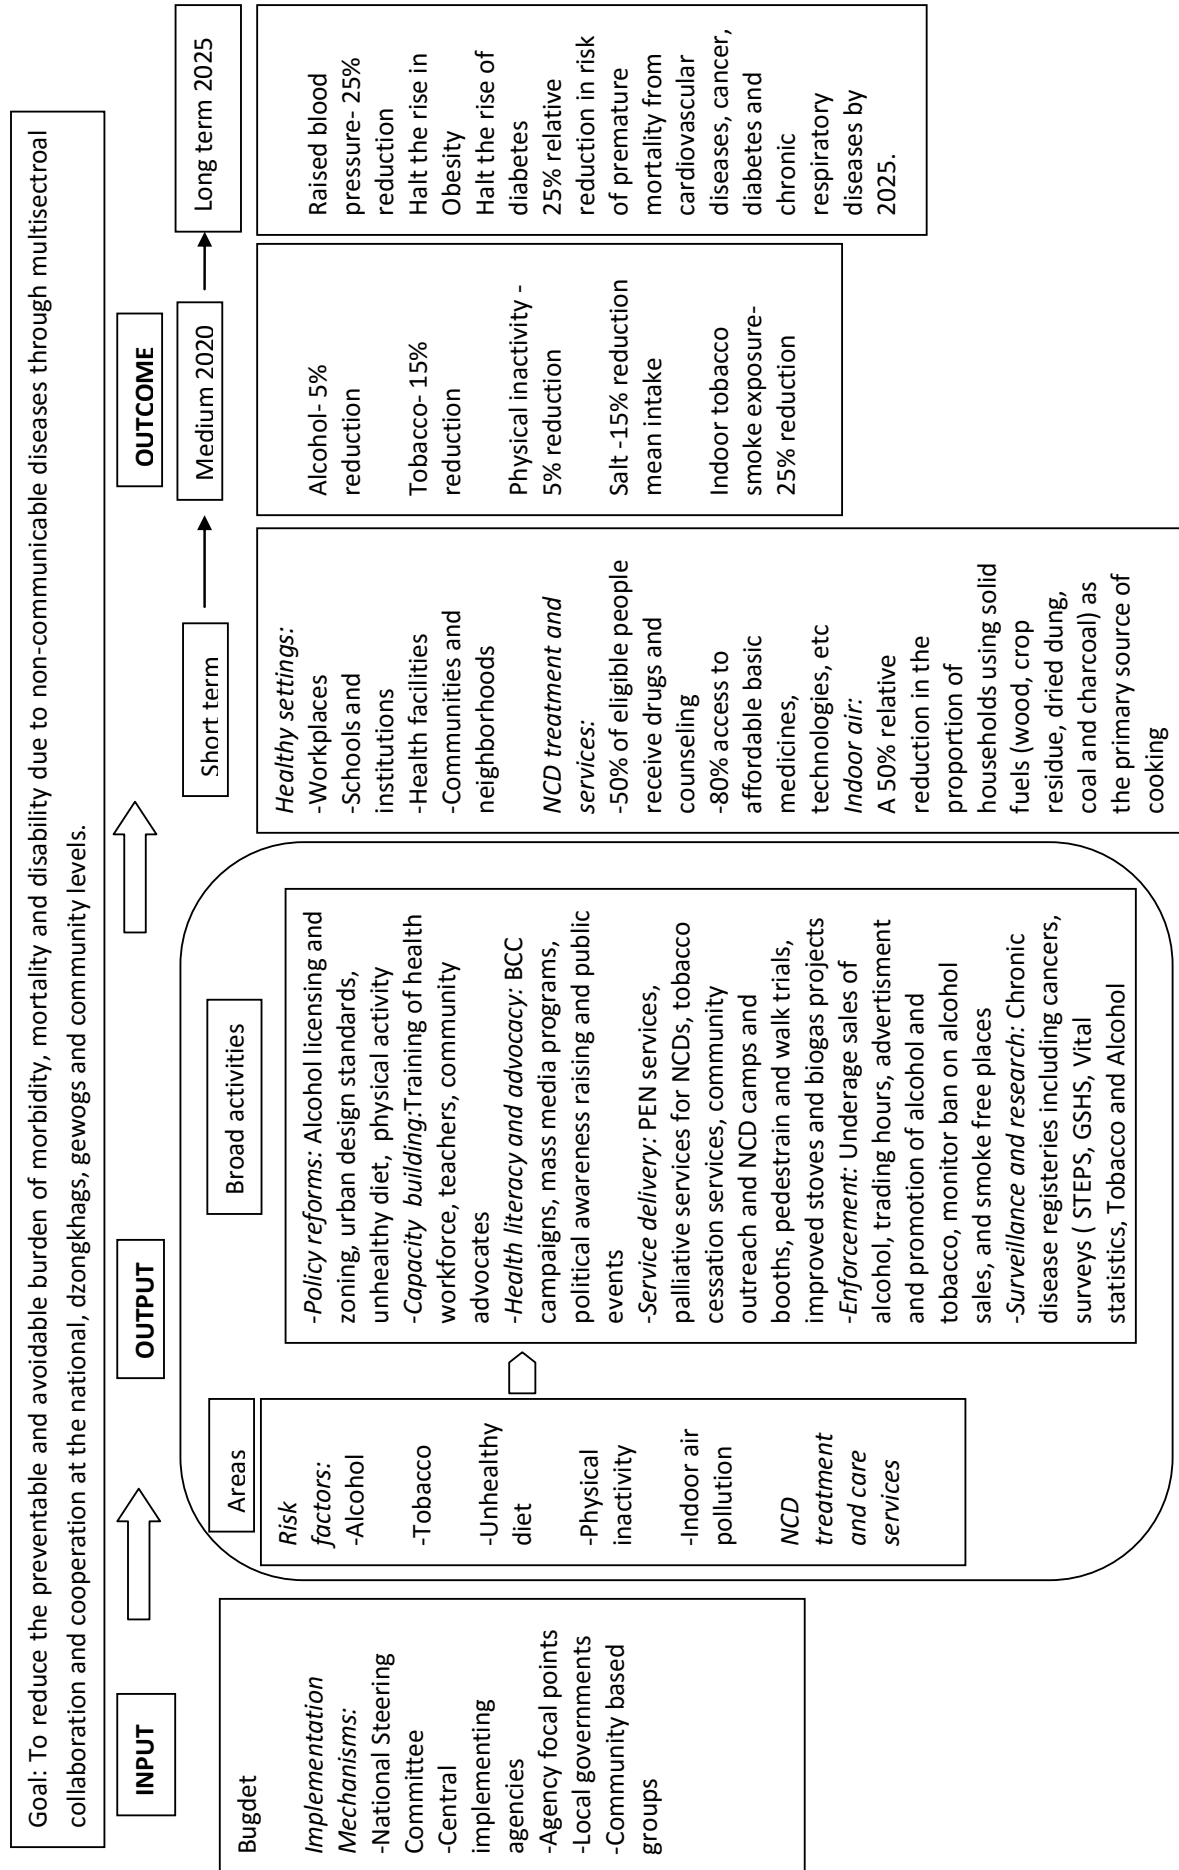 Goal: To reduce the preventable and avoidable burden of morbidity, mortality and disability due to non-communicable diseases through multisectroal
collaboration and cooperation at the national, dzongkhags, gewogs and community levels.
INPUT
OUTPUT
OUTCOME
Bugdet
Implementation
Mechanisms:
-National Steering
Committee
-Central
implementing
agencies
-Agency focal points
-Local governments
-Community based
groups
Areas
Risk
factors:
-Alcohol
-Tobacco
-Unhealthy
diet
-Physical
inactivity
-Indoor air
pollution
NCD
treatment
and care
services
Broad activities
-Policy reforms: Alcohol licensing and
zoning, urban design standards,
unhealthy diet, physical activity
-Capacity building:Training of health
workforce, teachers, community
advocates
-Health literacy and advocacy: BCC
campaigns, mass media programs,
political awareness raising and public
events
-Service delivery: PEN services,
palliative services for NCDs, tobacco
cessation services, community
outreach and NCD camps and
booths, pedestrain and walk trials,
improved stoves and biogas projects
-Enforcement: Underage sales of
alcohol, trading hours, advertisment
and promotion of alcohol and
tobacco, monitor ban on alcohol
sales, and smoke free places
-Surveillance and research: Chronic
disease registeries including cancers,
surveys ( STEPS, GSHS, Vital
statistics, Tobacco and Alcohol
Short term
Healthy settings:
-Workplaces
-Schools and
institutions
-Health facilities
-Communities and
neighborhoods
NCD treatment and
services:
-50% of eligible people
receive drugs and
counseling
-80% access to
affordable basic
medicines,
technologies, etc
Indoor air:
A 50% relative
reduction in the
proportion of
households using solid
fuels (wood, crop
residue, dried dung,
coal and charcoal) as
the primary source of
cooking
Medium 2020
Alcohol- 5%
reduction
Tobacco- 15%
reduction
Physical inactivity -
5% reduction
Salt -15% reduction
mean intake
Indoor tobacco
smoke exposure-
25% reduction
Long term 2025
Raised blood
pressure- 25%
reduction
Halt the rise in
Obesity
Halt the rise of
diabetes
25% relative
reduction in risk
of premature
mortality from
cardiovascular
diseases, cancer,
diabetes and
chronic
respiratory
diseases by
2025.